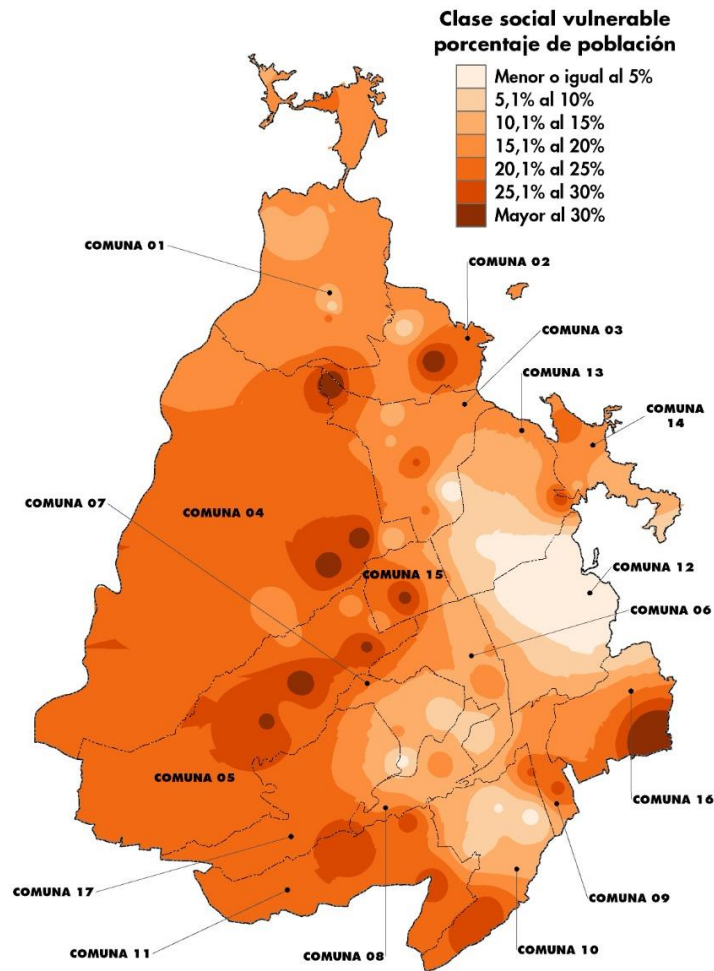 Clase social vulnerable
porcentaje de población
Menor o igual al 5%
5,1% al 10%
10,1% al 15%
15,1% al 20%
20,1% al 25%
25,1% al 30%
Mayor al 30%
COMUNA 01
COMUNA 02
COMUNA 03
COMUNA 13
COMUNA
14
COMUNA 07
COMUNA 04
COMUNA 15
COMUNA 12
COMUNA 06
COMUNA 05
COMUNA 16
COMUNA 17
COMUNA 09
COMUNA 11
COMUNA 08
COMUNA 10